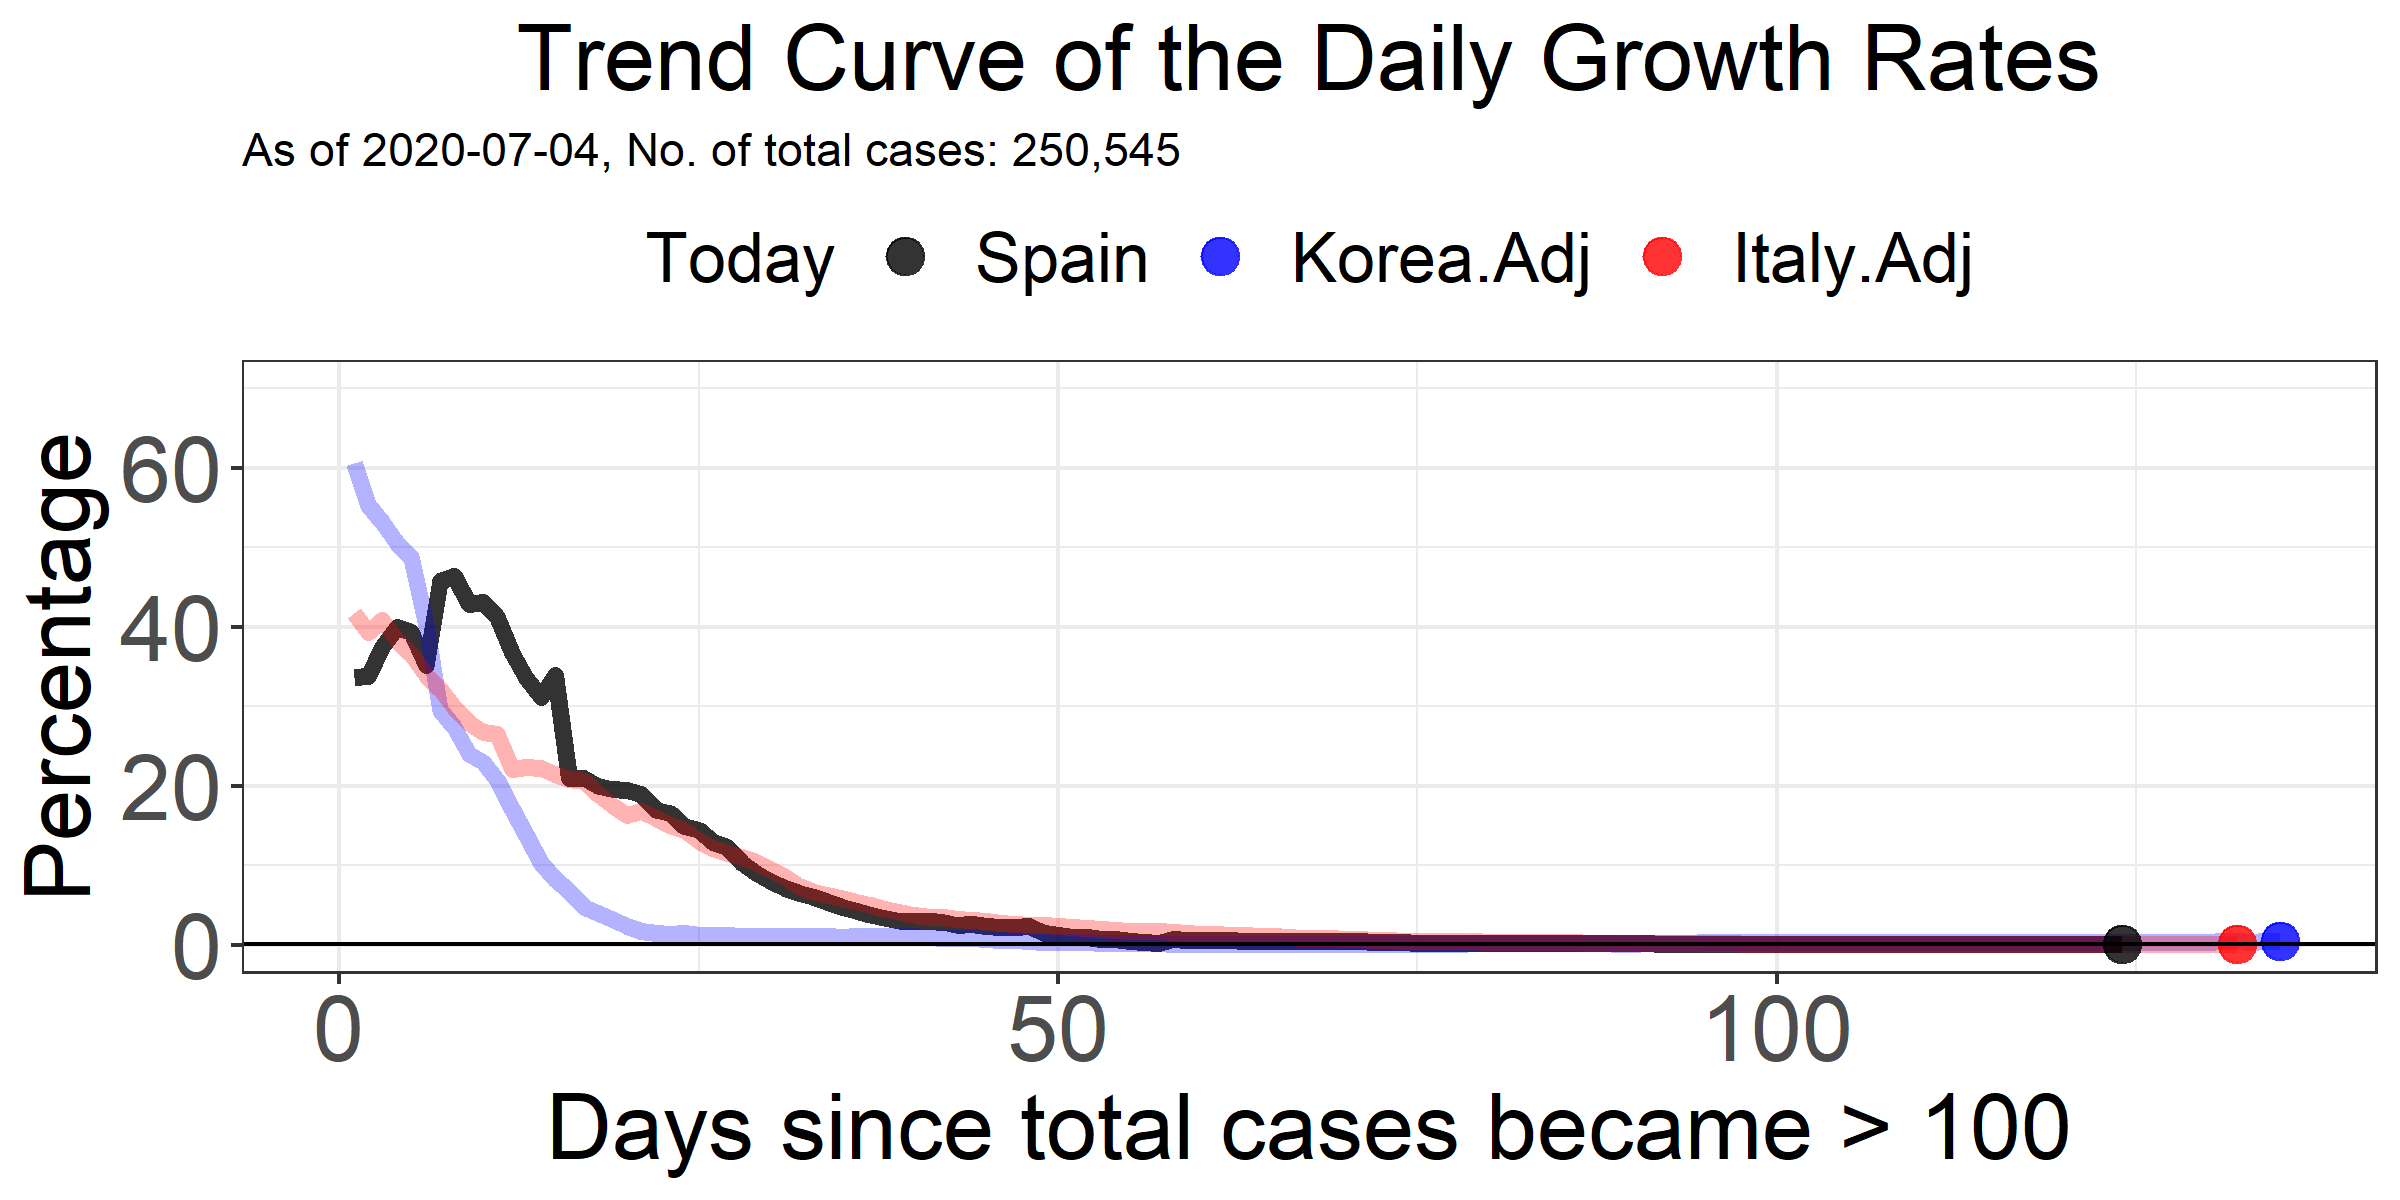 Trend Curve of the Daily Growth Rates
As of 2020-07-04, No. of total cases: 250,545
Today Spain Korea.Adj Italy.Adj
Percentage
60
40
20
0
0 50 100
Days since total cases became > 100